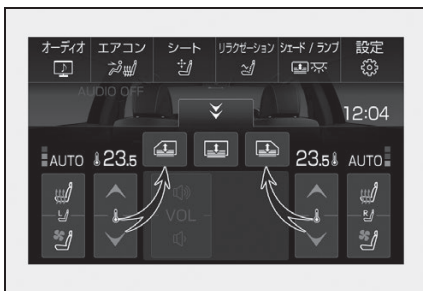 オーディオ エアコン シート リラクゼーション シェード / ランプ 設定
AUDIO OFF
12:04
AUTO 23.5 23.5 AUTO
L R
VOL